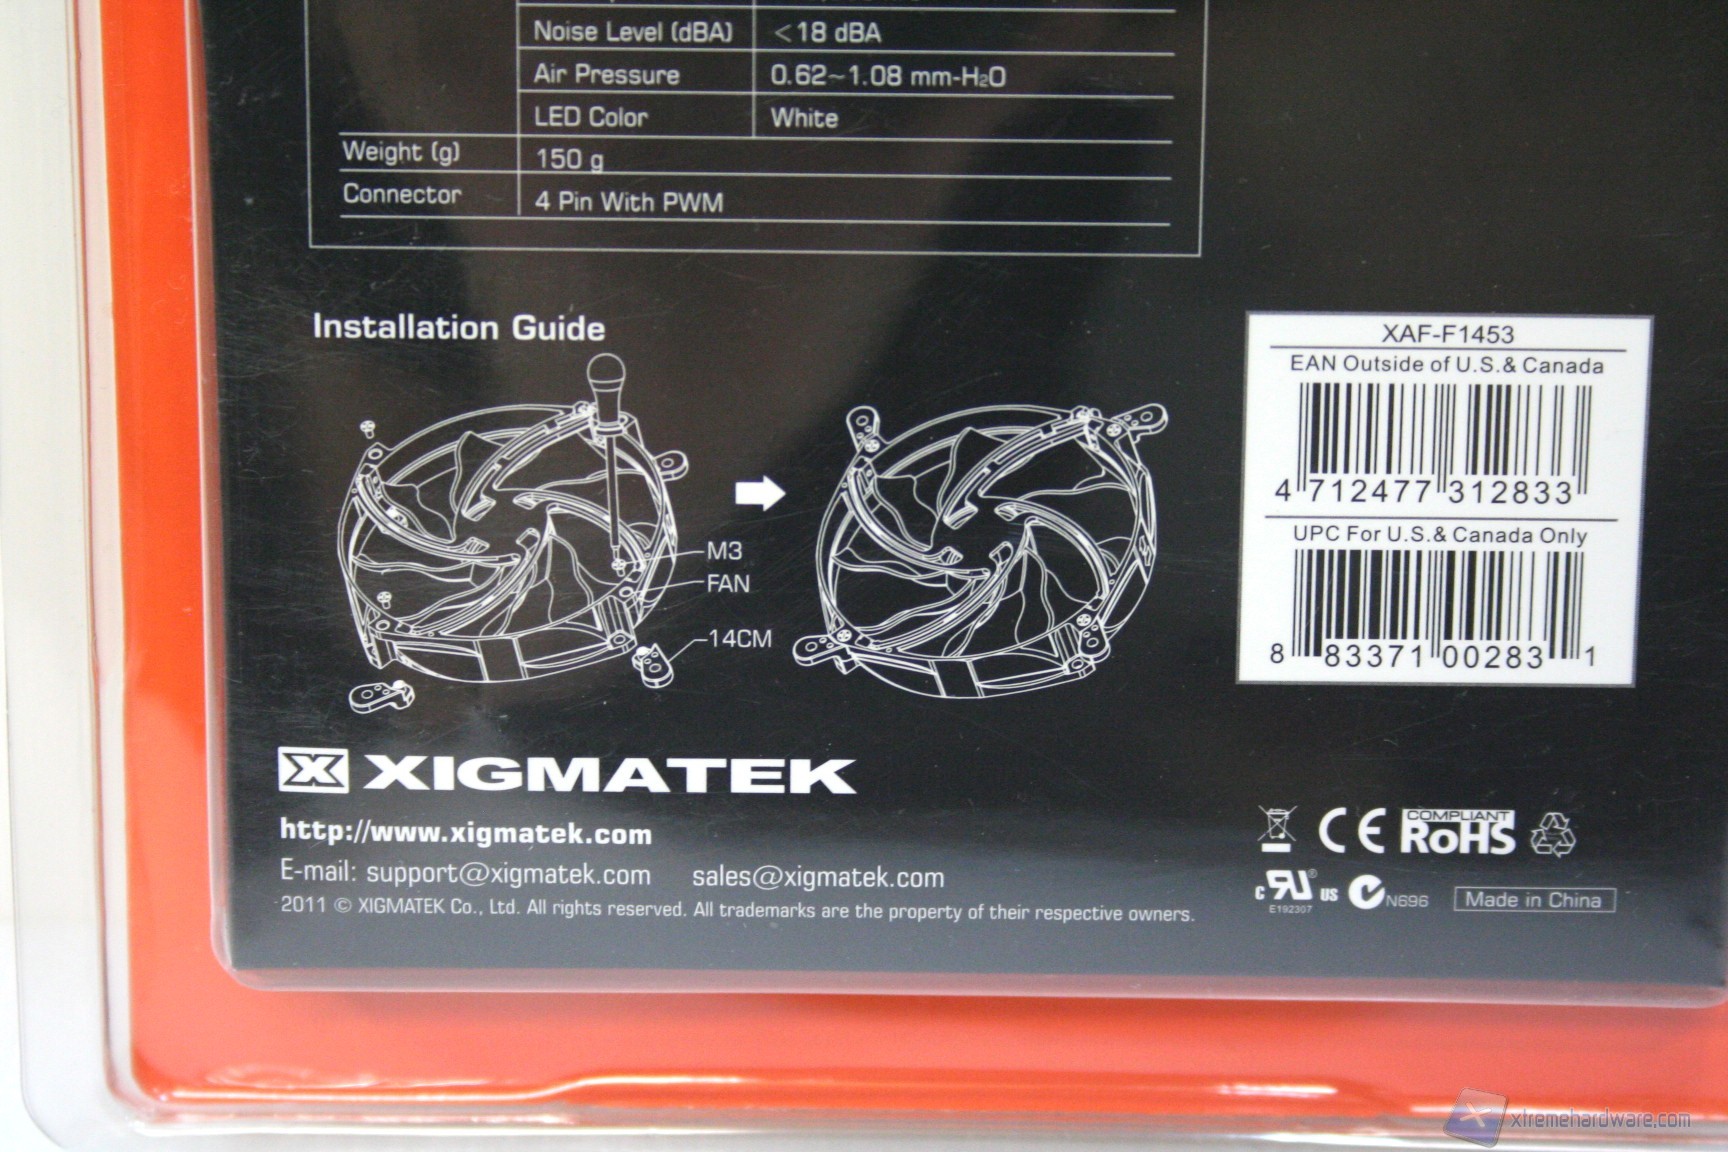 Noise Level (dBA) <18 dBA
Air Pressure 0.62~1.08 mm-H2O
LED Color White
Weight (g) 150 g
Connector 4 Pin With PWM
Installation Guide
M3
FAN
14CM
XAF-F1453
EAN Outside of U.S.& Canada
4 712477 312833
UPC For U.S.& Canada Only
8 83371 00283 1
X XIGMATEK
http://www.xigmatek.com
E-mail: support@xigmatek.com sales@xigmatek.com
2011 © XIGMATEK Co., Ltd. All rights reserved. All trademarks are the property of their respective owners.
CE COMPLIANT RoHS
c RU® US N696 Made in China
E192307
xtremehardware.com